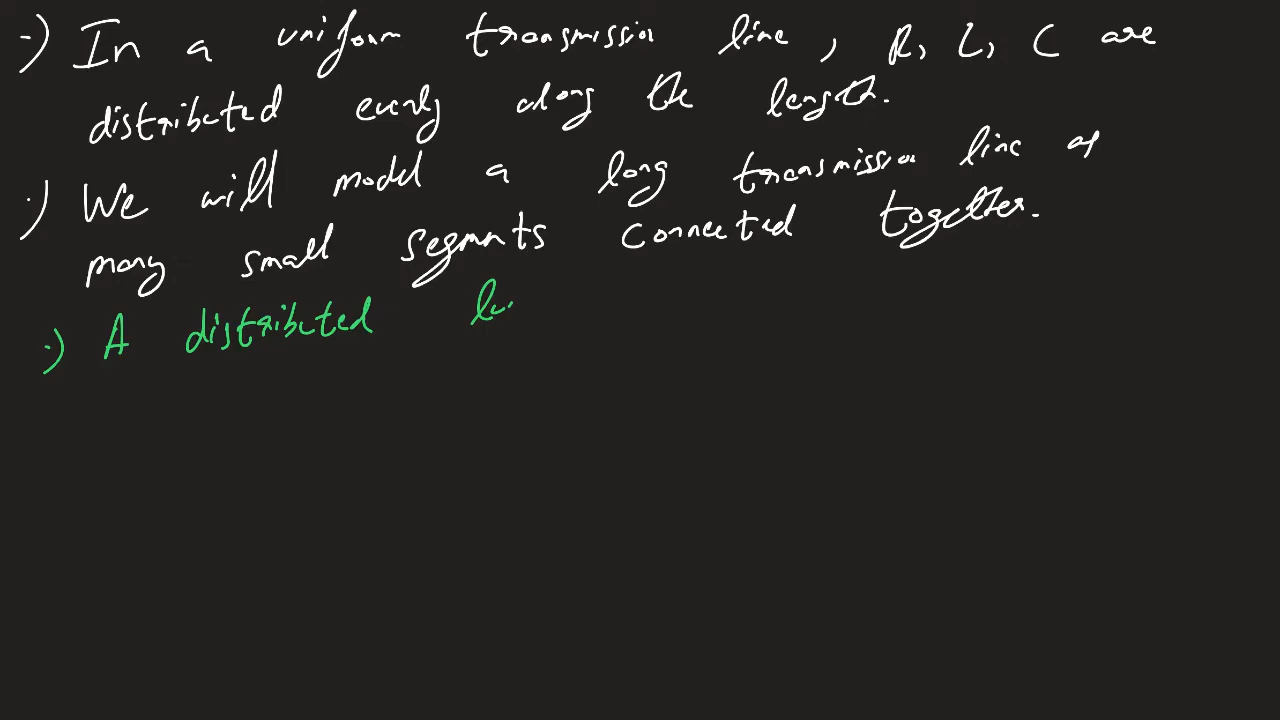 ·) In a uniform transmission line, R, L, C are
distributed evenly along the length.
·) We will model a long transmission line as
many small segments connected together.
·) A distributed